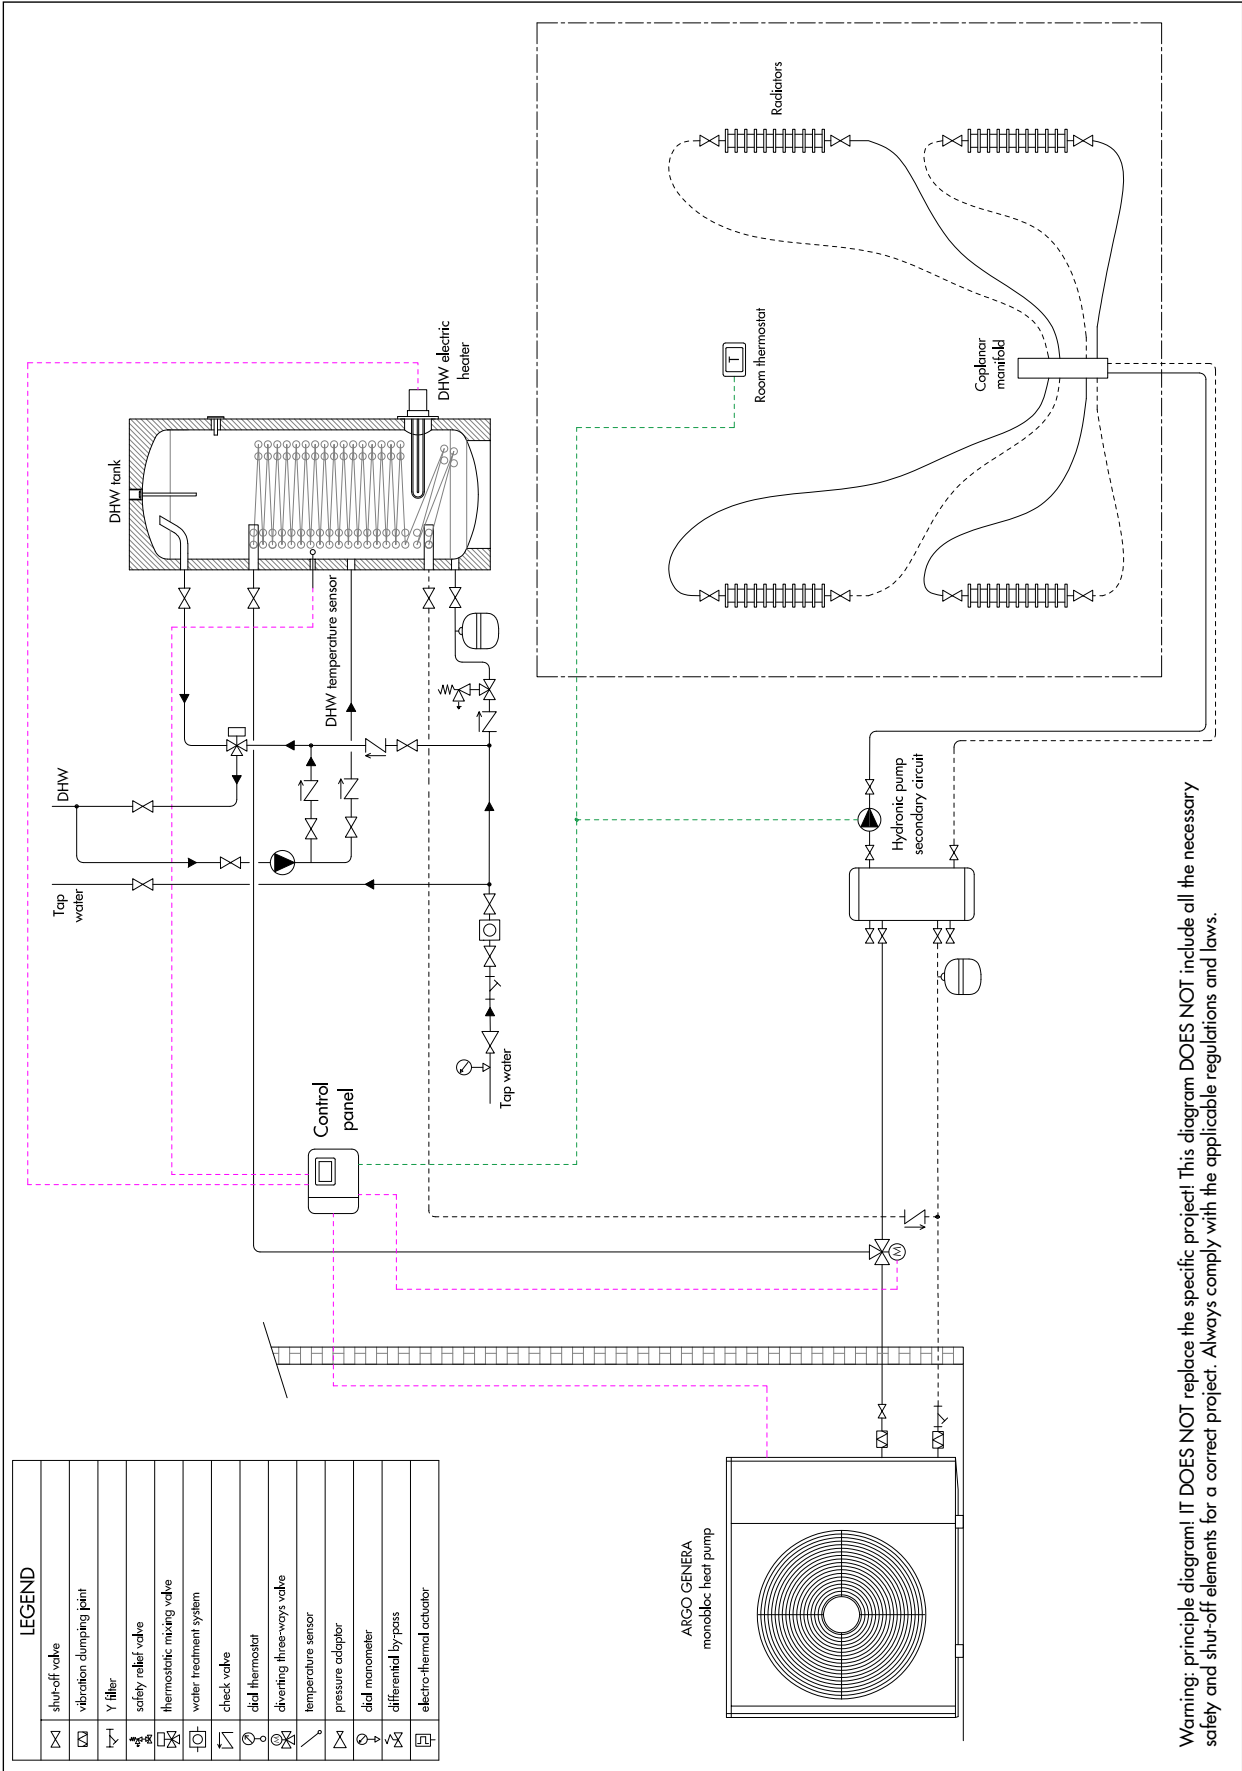 LEGEND
shut-off valve
vibration dumping joint
Y filter
safety relief valve
thermostatic mixing valve
water treatment system
check valve
dial thermostat
diverting three-ways valve
temperature sensor
pressure adaptor
dial manometer
differential by-pass
electro-thermal actuator
M
Tap
water
DHW
DHW tank
DHW temperature sensor
DHW electric
heater
Control
panel
Tap water
Radiators
T
Room thermostat
Coplanar
manifold
Hydronic pump
secondary circuit
M
ARGO GENERA
monobloc heat pump
Warning: principle diagram! IT DOES NOT replace the specific project! This diagram DOES NOT include all the necessary
safety and shut-off elements for a correct project. Always comply with the applicable regulations and laws.